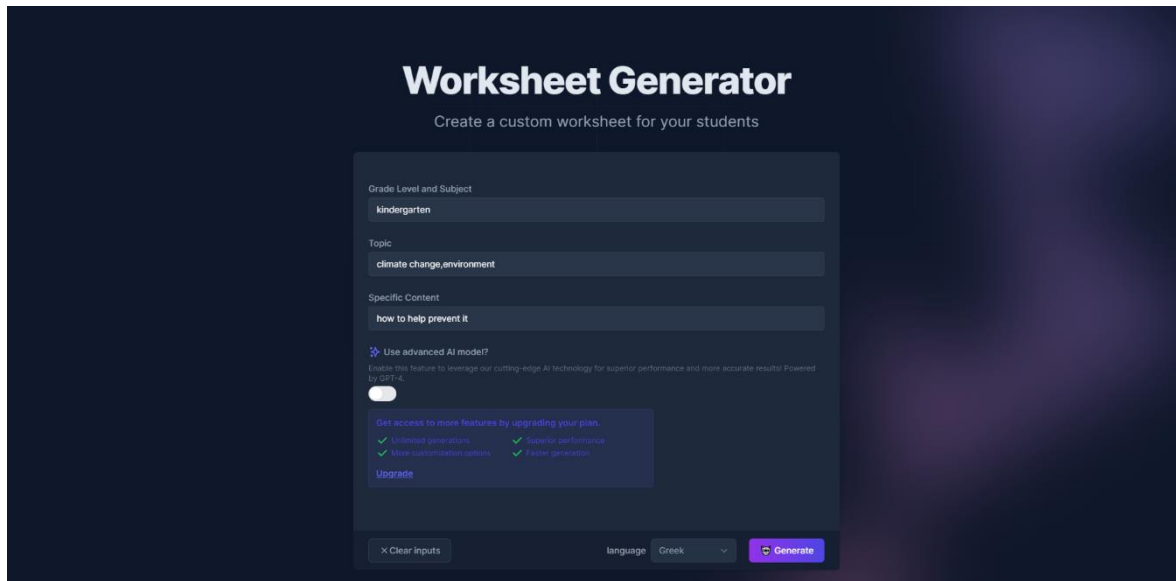 Worksheet Generator
Create a custom worksheet for your students
Grade Level and Subject
kindergarten
Topic
climate change,environment
Specific Content
how to help prevent it
Use advanced AI model?
Enable this feature to leverage our cutting-edge AI technology for superior performance and more accurate results! Powered
by GPT-4.
Get access to more features by upgrading your plan.
Unlimited generations Superior performance
More customization options Faster generation
Upgrade
Clear inputs language Greek Generate